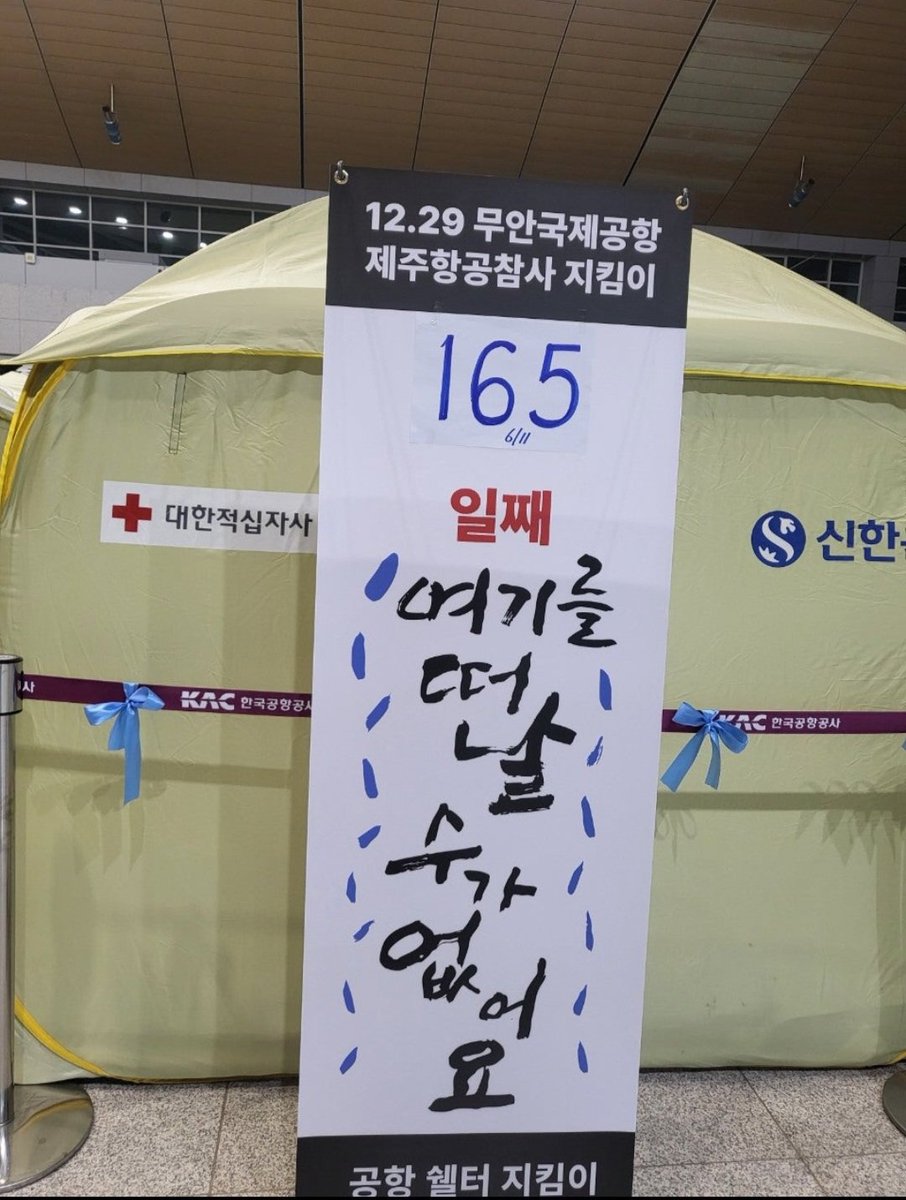 12.29 무안국제공항
제주항공참사 지킴이
165
6/11
일째
여기를
떠날
수가
없어
요
공항 쉘터 지킴이
대한적십자사
신한
KAC 한국공항공사
KAC 한국공항공사